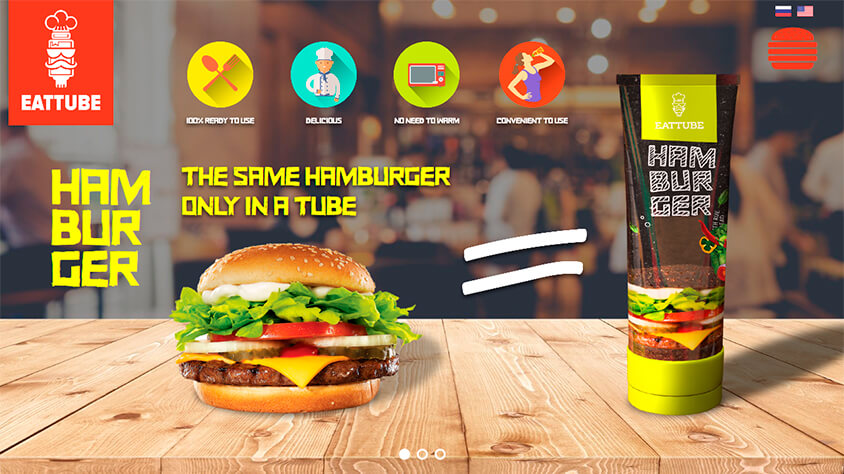 EATTUBE
100% READY TO USE
DELICIOUS
NO NEED TO WARM
CONVENIENT TO USE
HAM
BUR
GER
THE SAME HAMBURGER
ONLY IN A TUBE
EATTUBE
HAM
BUR
GER